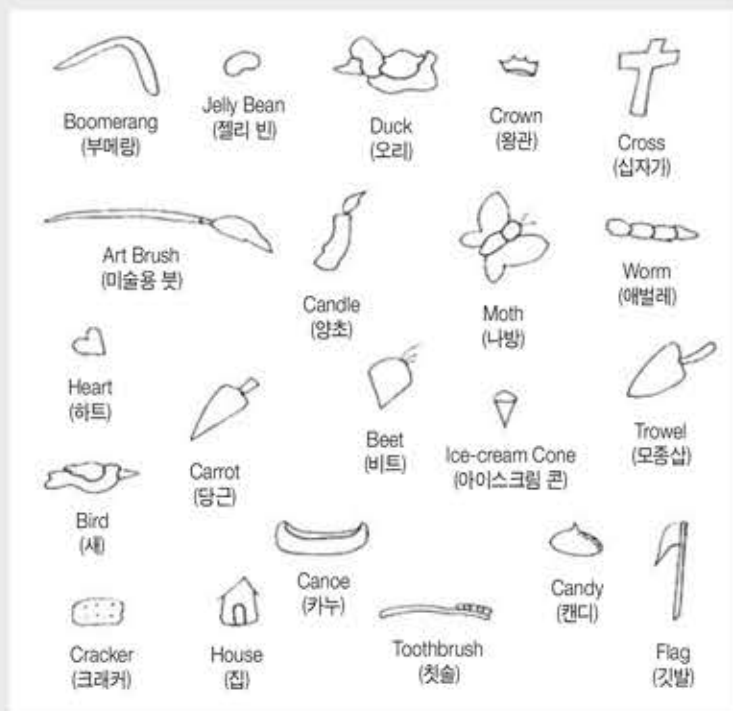 Boomerang
(부메랑)
Jelly Bean
(젤리 빈)
Duck
(오리)
Crown
(왕관)
Cross
(십자가)
Art Brush
(미술용 붓)
Candle
(양초)
Moth
(나방)
Worm
(애벌레)
Heart
(하트)
Carrot
(당근)
Beet
(비트)
Ice-cream Cone
(아이스크림 콘)
Trowel
(모종삽)
Bird
(새)
Canoe
(카누)
Candy
(캔디)
Cracker
(크래커)
House
(집)
Toothbrush
(칫솔)
Flag
(깃발)